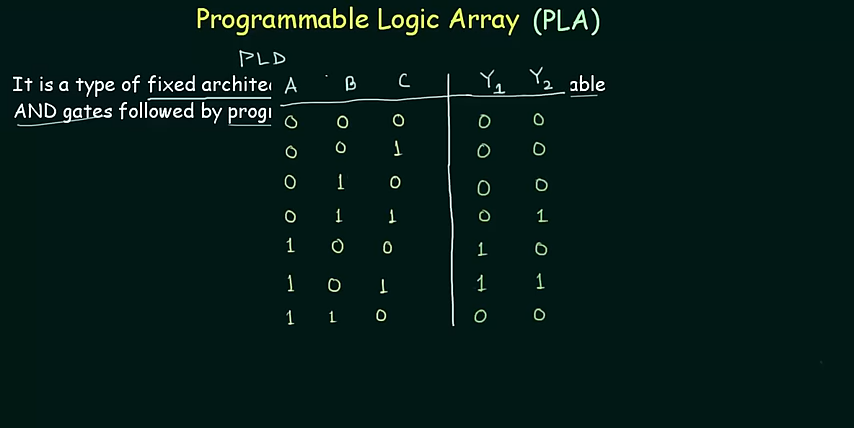 Programmable Logic Array (PLA)
PLD
It is a type of fixed able
AND gates followed by
A B C Y1 Y2
0 0 0 0 0
0 0 1 0 0
0 1 0 0 0
0 1 1 0 1
1 0 0 1 0
1 0 1 1 1
1 1 0 0 0